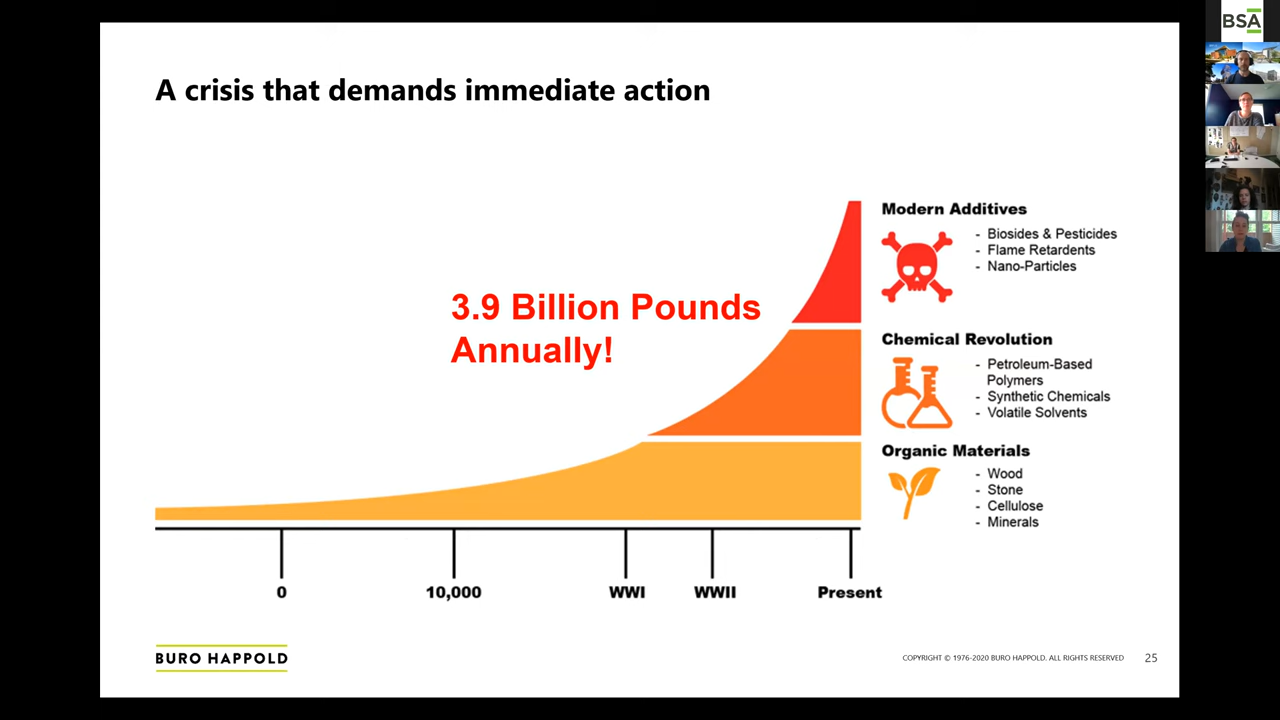 BSA
A crisis that demands immediate action
3.9 Billion Pounds
Annually!
Modern Additives
- Biosides & Pesticides
- Flame Retardents
- Nano-Particles
Chemical Revolution
- Petroleum-Based
Polymers
- Synthetic Chemicals
- Volatile Solvents
Organic Materials
- Wood
- Stone
- Cellulose
- Minerals
0
10,000
WWI
WWII
Present
BURO HAPPOLD
COPYRIGHT © 1976-2020 BURO HAPPOLD. ALL RIGHTS RESERVED
25